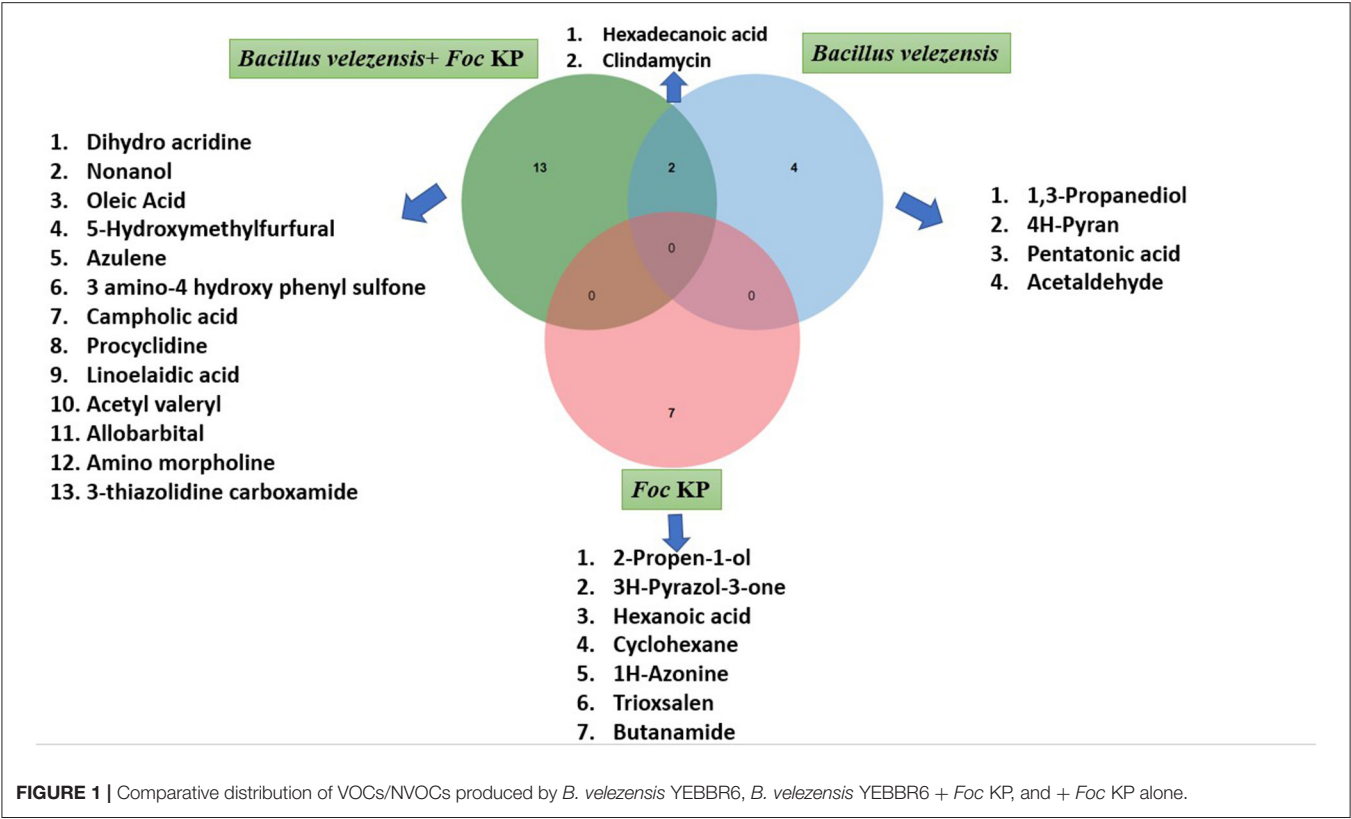 1. Hexadecanoic acid
2. Clindamycin
Bacillus velezensis+ Foc KP
Bacillus velezensis
13
2
4
0
0
0
7
1. Dihydro acridine
2. Nonanol
3. Oleic Acid
4. 5-Hydroxymethylfurfural
5. Azulene
6. 3 amino-4 hydroxy phenyl sulfone
7. Campholic acid
8. Procyclidine
9. Linoelaidic acid
10. Acetyl valeryl
11. Allobarbital
12. Amino morpholine
13. 3-thiazolidine carboxamide
1. 1,3-Propanediol
2. 4H-Pyran
3. Pentatonic acid
4. Acetaldehyde
Foc KP
1. 2-Propen-1-ol
2. 3H-Pyrazol-3-one
3. Hexanoic acid
4. Cyclohexane
5. 1H-Azonine
6. Trioxsalen
7. Butanamide
FIGURE 1 | Comparative distribution of VOCs/NVOCs produced by B. velezensis YEBBR6, B. velezensis YEBBR6 + Foc KP, and + Foc KP alone.